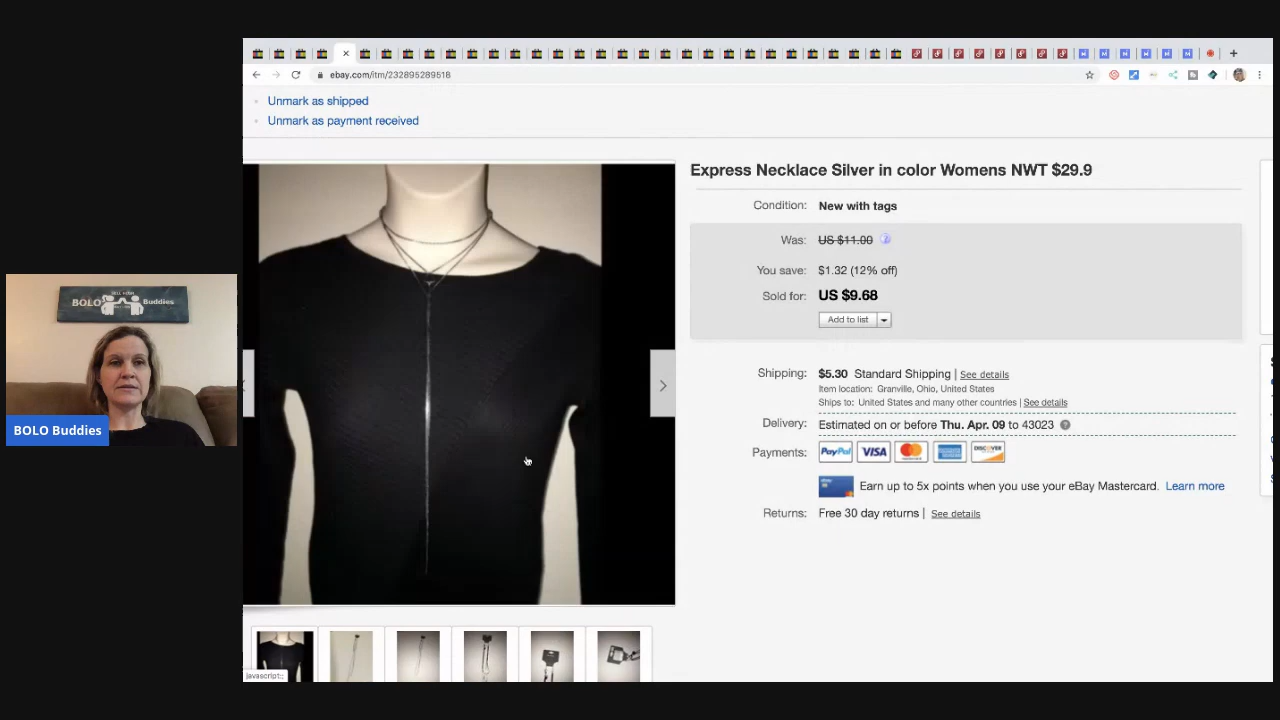 ebay.com/itm/232895289518
Unmark as shipped
Unmark as payment received
Express Necklace Silver in color Womens NWT $29.9
Condition: New with tags
Was: US $11.00
You save: $1.32 (12% off)
Sold for: US $9.68
Add to list
Shipping: $5.30 Standard Shipping | See details
Item location: Granville, Ohio, United States
Ships to: United States and many other countries | See details
Delivery: Estimated on or before Thu. Apr. 09 to 43023
Payments: PayPal VISA
Earn up to 5x points when you use your eBay Mastercard. Learn more
Returns: Free 30 day returns | See details
BOLO Buddies
BOLO Buddies
javascript:;